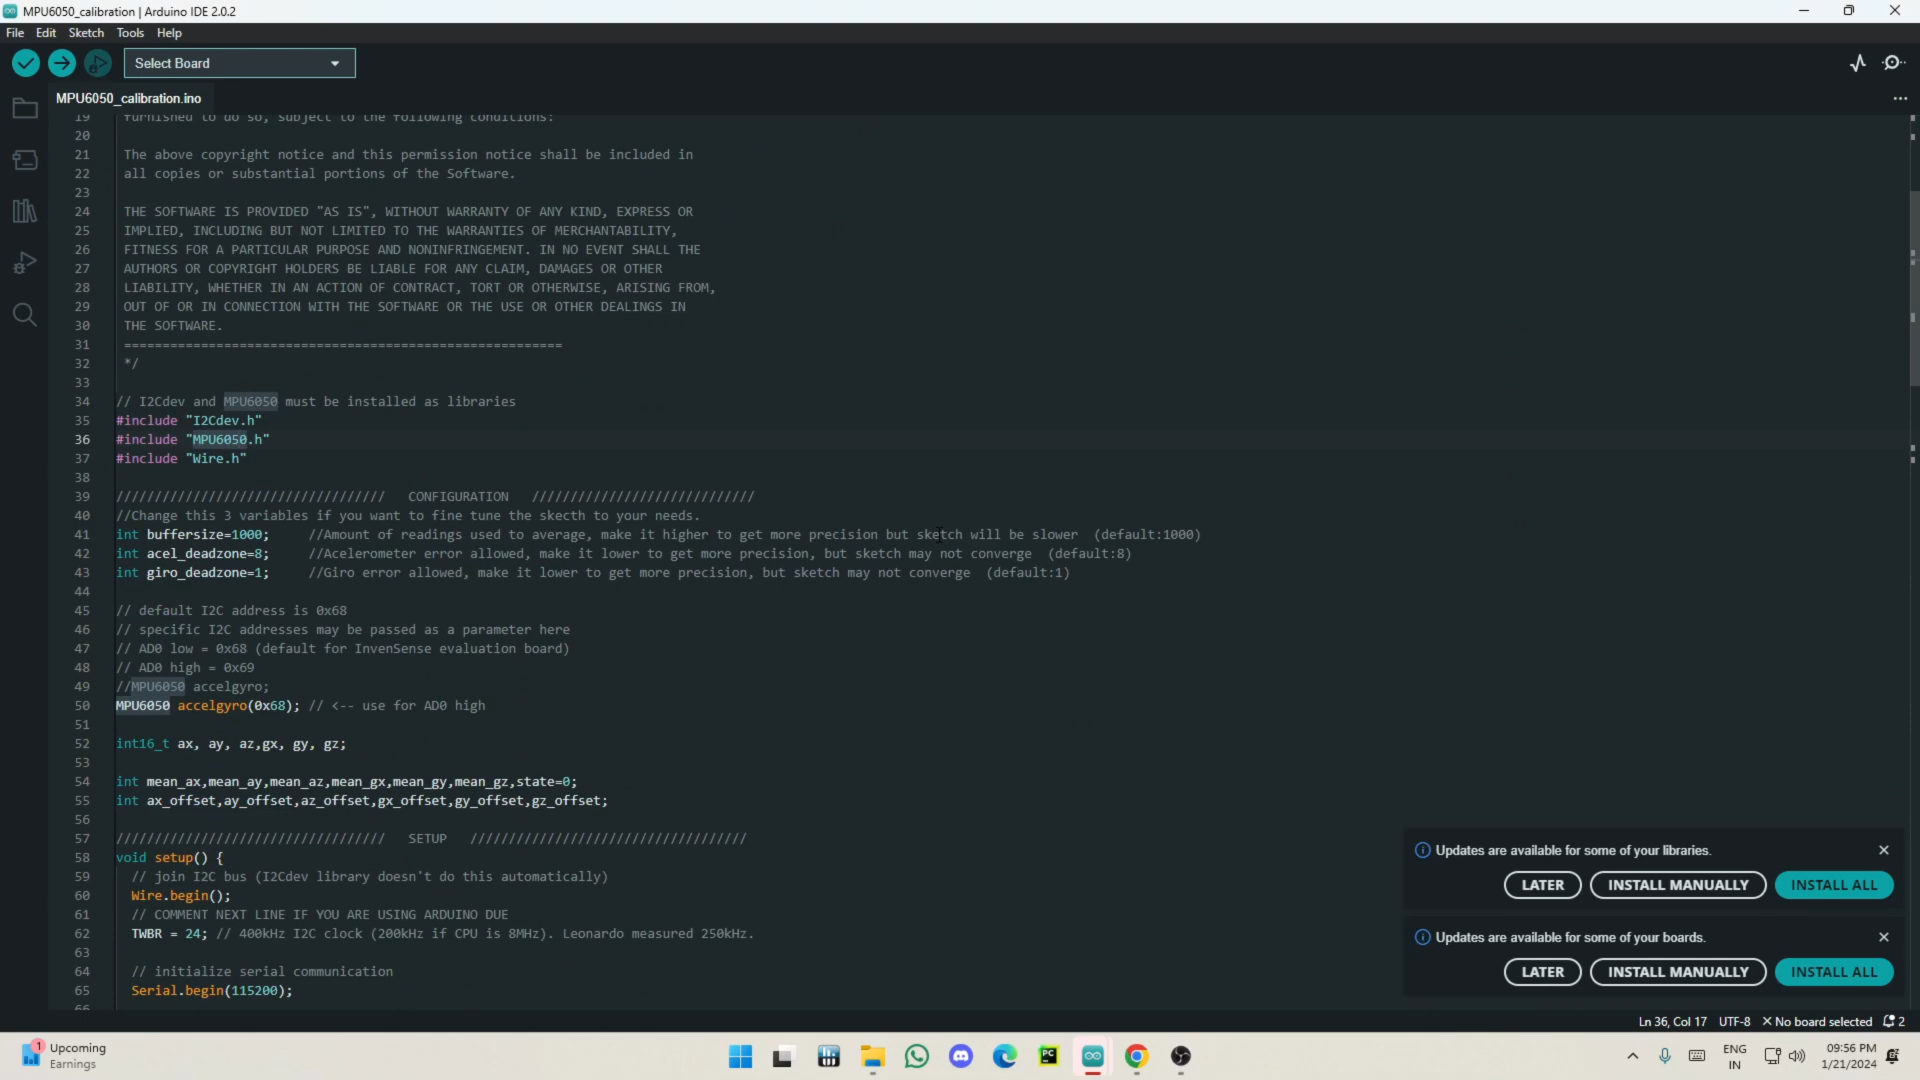 MPU6050_calibration | Arduino IDE 2.0.2
File Edit Sketch Tools Help
Select Board
MPU6050_calibration.ino
19 furnished to do so, subject to the following conditions:
20
21 The above copyright notice and this permission notice shall be included in
22 all copies or substantial portions of the Software.
23
24 THE SOFTWARE IS PROVIDED "AS IS", WITHOUT WARRANTY OF ANY KIND, EXPRESS OR
25 IMPLIED, INCLUDING BUT NOT LIMITED TO THE WARRANTIES OF MERCHANTABILITY,
26 FITNESS FOR A PARTICULAR PURPOSE AND NONINFRINGEMENT. IN NO EVENT SHALL THE
27 AUTHORS OR COPYRIGHT HOLDERS BE LIABLE FOR ANY CLAIM, DAMAGES OR OTHER
28 LIABILITY, WHETHER IN AN ACTION OF CONTRACT, TORT OR OTHERWISE, ARISING FROM,
29 OUT OF OR IN CONNECTION WITH THE SOFTWARE OR THE USE OR OTHER DEALINGS IN
30 THE SOFTWARE.
31 =========================================================
32 */
33
34 // I2Cdev and MPU6050 must be installed as libraries
35 #include "I2Cdev.h"
36 #include "MPU6050.h"
37 #include "Wire.h"
38
39 /////////////////////////////////// CONFIGURATION /////////////////////////////
40 //Change this 3 variables if you want to fine tune the skecth to your needs.
41 int buffersize=1000; //Amount of readings used to average, make it higher to get more precision but sketch will be slower (default:1000)
42 int acel_deadzone=8; //Acelerometer error allowed, make it lower to get more precision, but sketch may not converge (default:8)
43 int giro_deadzone=1; //Giro error allowed, make it lower to get more precision, but sketch may not converge (default:1)
44
45 // default I2C address is 0x68
46 // specific I2C addresses may be passed as a parameter here
47 // AD0 low = 0x68 (default for InvenSense evaluation board)
48 // AD0 high = 0x69
49 //MPU6050 accelgyro;
50 MPU6050 accelgyro(0x68); // <-- use for AD0 high
51
52 int16_t ax, ay, az,gx, gy, gz;
53
54 int mean_ax,mean_ay,mean_az,mean_gx,mean_gy,mean_gz,state=0;
55 int ax_offset,ay_offset,az_offset,gx_offset,gy_offset,gz_offset;
56
57 /////////////////////////////////// SETUP ////////////////////////////////////
58 void setup() {
59 // join I2C bus (I2Cdev library doesn't do this automatically)
60 Wire.begin();
61 // COMMENT NEXT LINE IF YOU ARE USING ARDUINO DUE
62 TWBR = 24; // 400kHz I2C clock (200kHz if CPU is 8MHz). Leonardo measured 250kHz.
63
64 // initialize serial communication
65 Serial.begin(115200);
66
Updates are available for some of your libraries.
LATER INSTALL MANUALLY INSTALL ALL
Updates are available for some of your boards.
LATER INSTALL MANUALLY INSTALL ALL
Ln 36, Col 17 UTF-8 No board selected 2
1 Upcoming
Earnings
PC
ENG
IN
09:56 PM
1/21/2024